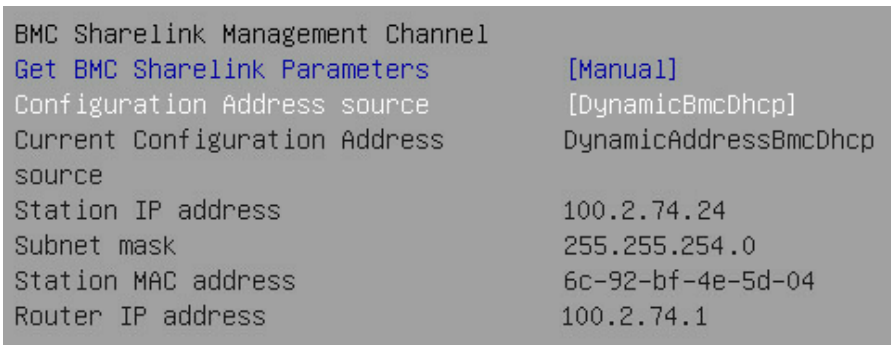 BMC Sharelink Management Channel
Get BMC Sharelink Parameters [Manual]
Configuration Address source [DynamicBmcDhcp]
Current Configuration Address DynamicAddressBmcDhcp
source
Station IP address 100.2.74.24
Subnet mask 255.255.254.0
Station MAC address 6c-92-bf-4e-5d-04
Router IP address 100.2.74.1